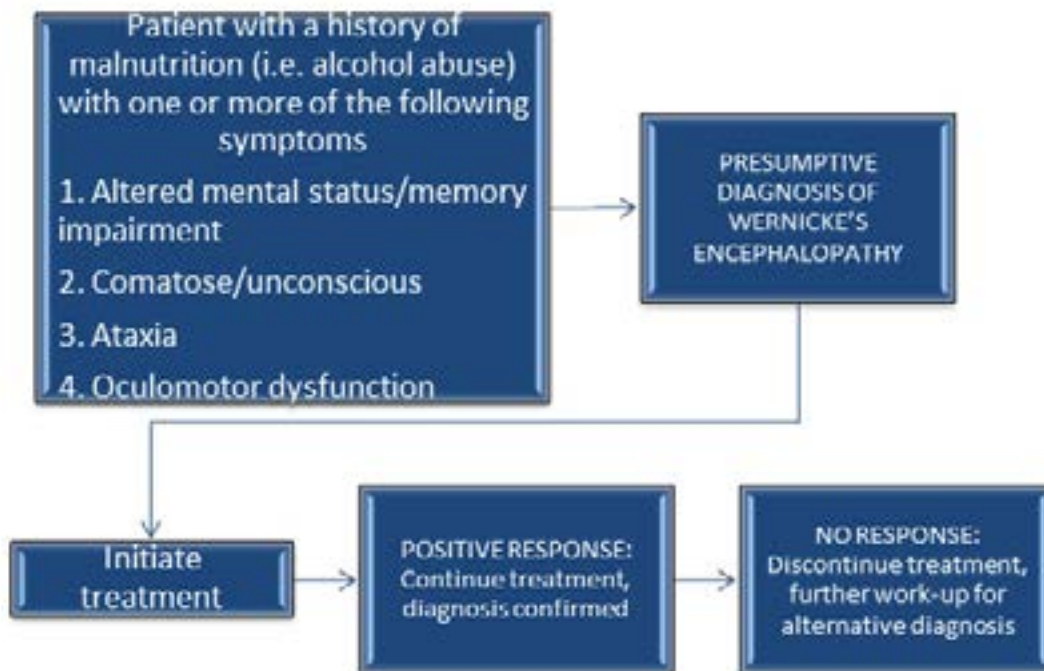 Patient with a history of
malnutrition (i.e. alcohol abuse)
with one or more of the following
symptoms
1. Altered mental status/memory
impairment
2. Comatose/unconscious
3. Ataxia
4. Oculomotor dysfunction
PRESUMPTIVE
DIAGNOSIS OF
WERNICKE'S
ENCEPHALOPATHY
Initiate
treatment
POSITIVE RESPONSE:
Continue treatment,
diagnosis confirmed
NO RESPONSE:
Discontinue treatment,
further work-up for
alternative diagnosis